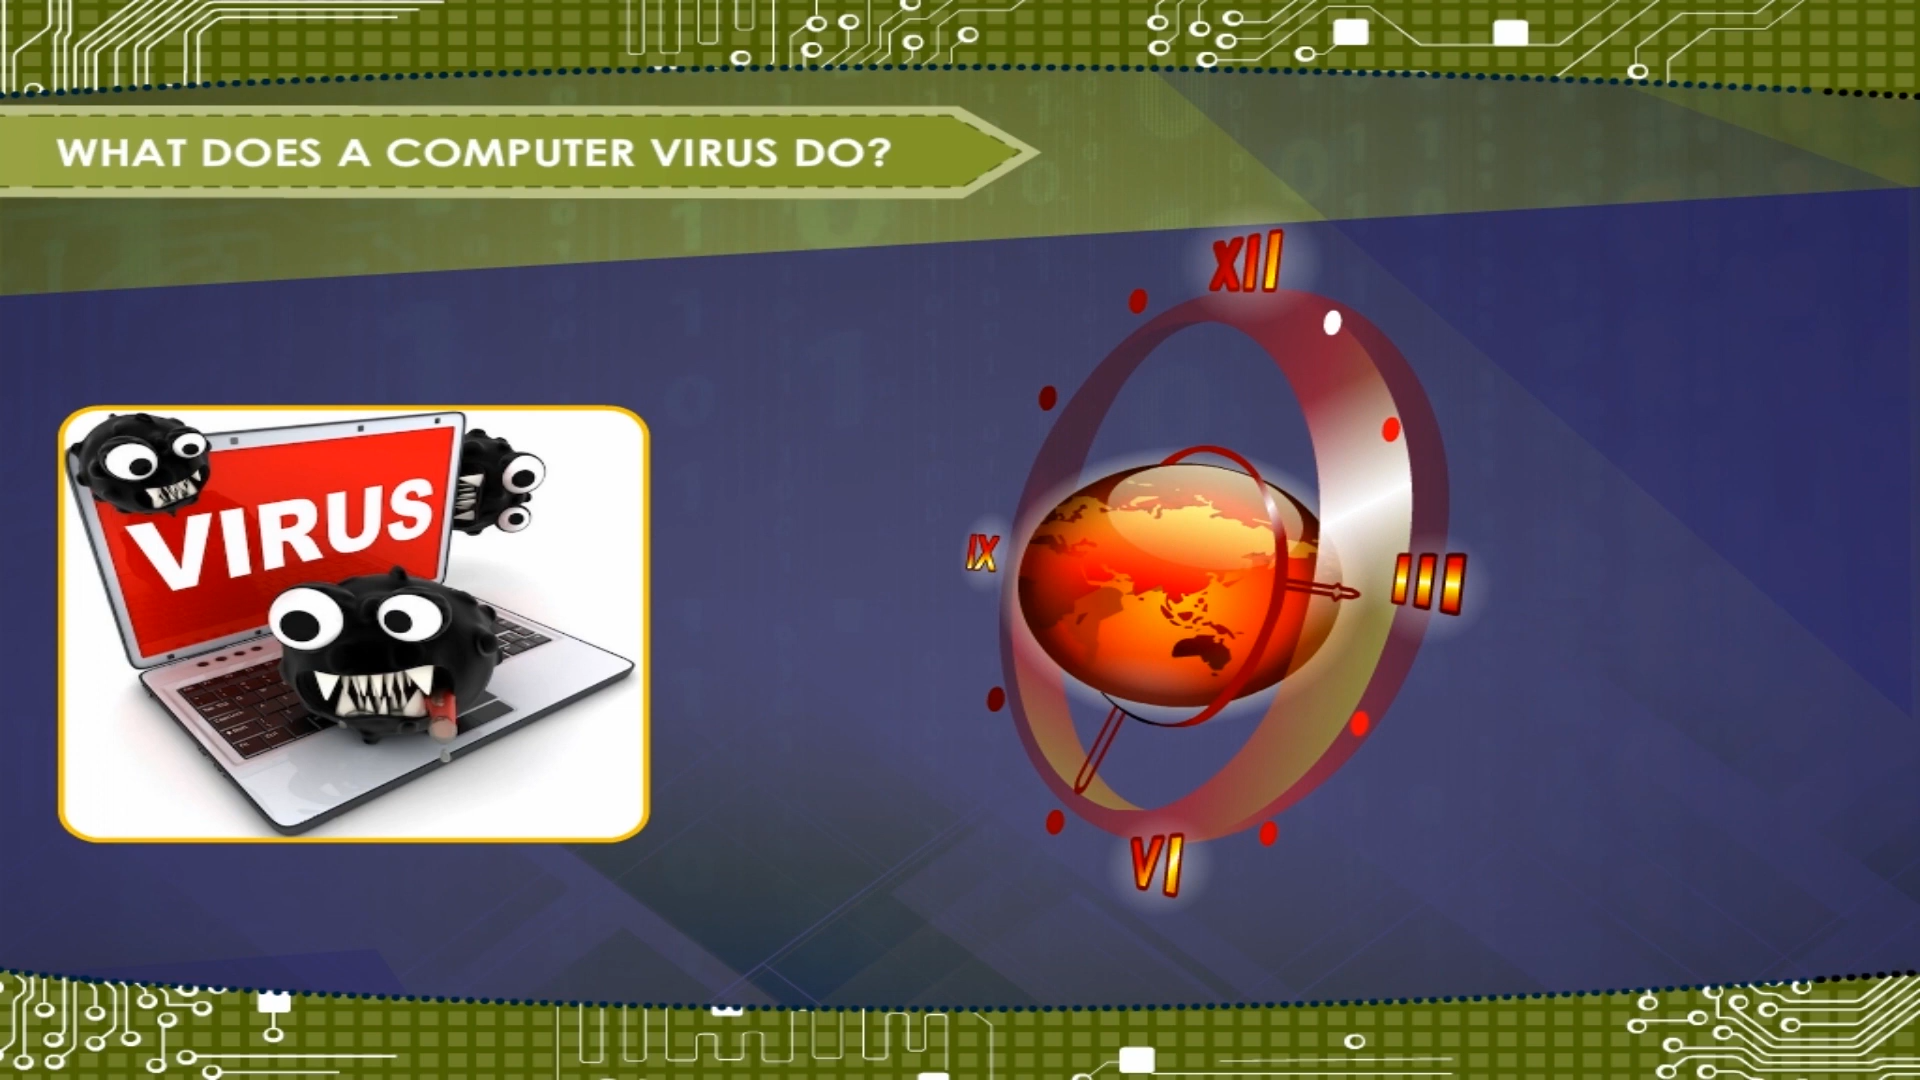 WHAT DOES A COMPUTER VIRUS DO?
XII
VIRUS
IX
III
VI